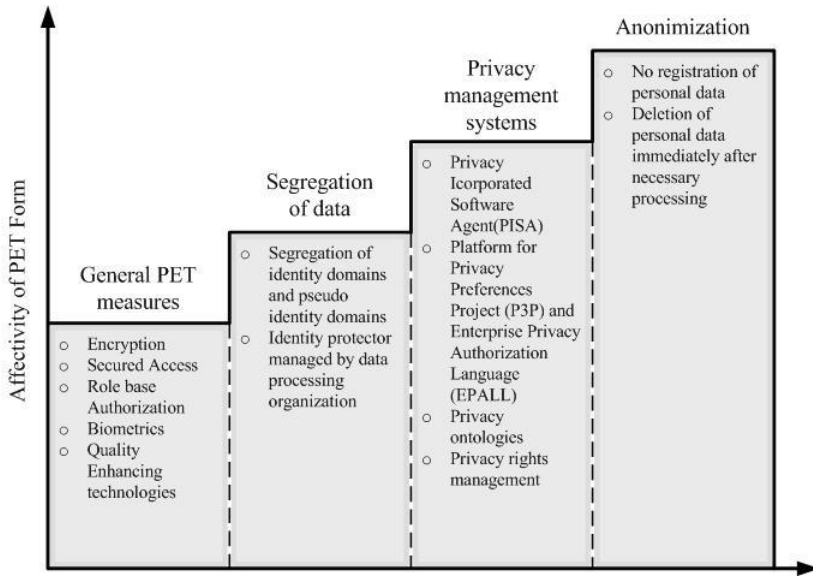 Affectivity of PET Form
General PET
measures
○ Encryption
○ Secured Access
○ Role base
Authorization
○ Biometrics
○ Quality
Enhancing
technologies
Segregation
of data
○ Segregation of
identity domains
and pseudo
identity domains
○ Identity protector
managed by data
processing
organization
Privacy
management
systems
○ Privacy
Icorporated
Software
Agent(PISA)
○ Platform for
Privacy
Preferences
Project (P3P) and
Enterprise Privacy
Authorization
Language
(EPALL)
○ Privacy
ontologies
○ Privacy rights
management
Anonimization
○ No registration of
personal data
○ Deletion of
personal data
immediately after
necessary
processing